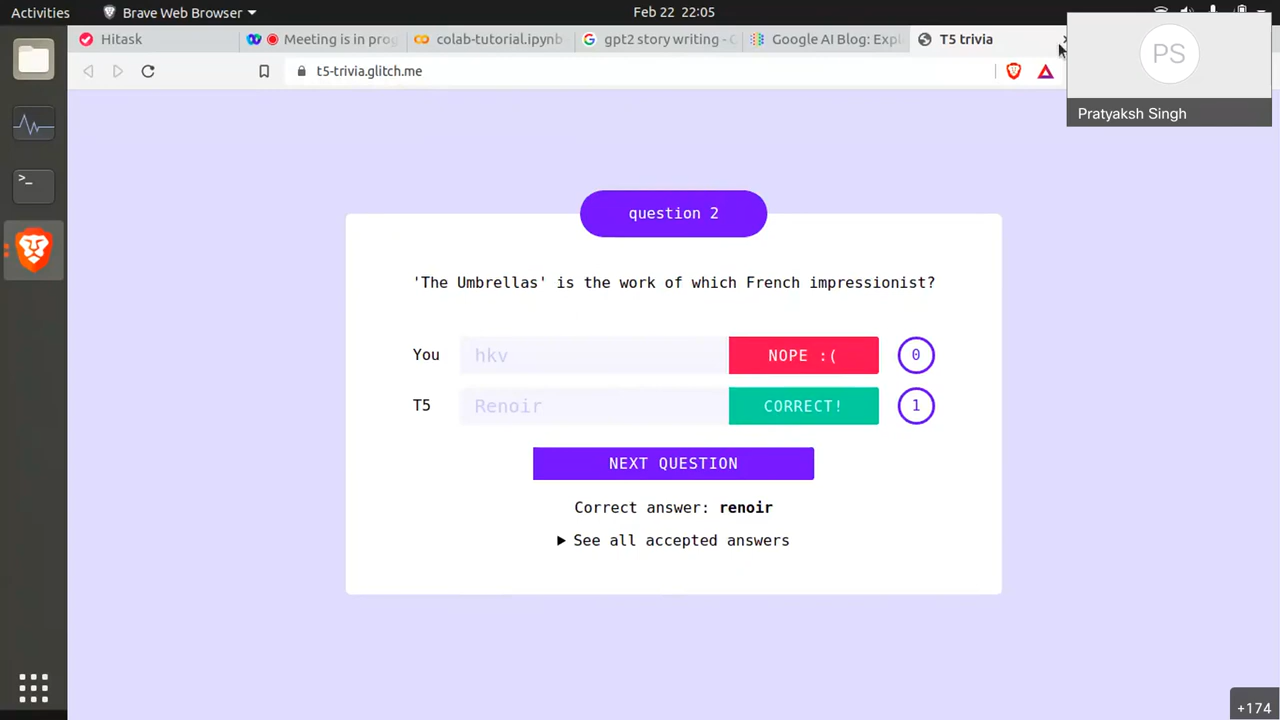 Activities
Brave Web Browser
Feb 22 22:05
Hitask
Meeting is in prog
colab-tutorial.ipynb
gpt2 story writing - G
Google AI Blog: Expl
T5 trivia
t5-trivia.glitch.me
PS
Pratyaksh Singh
question 2
'The Umbrellas' is the work of which French impressionist?
You hkv NOPE :( 0
T5 Renoir CORRECT! 1
NEXT QUESTION
Correct answer: renoir
See all accepted answers
+174